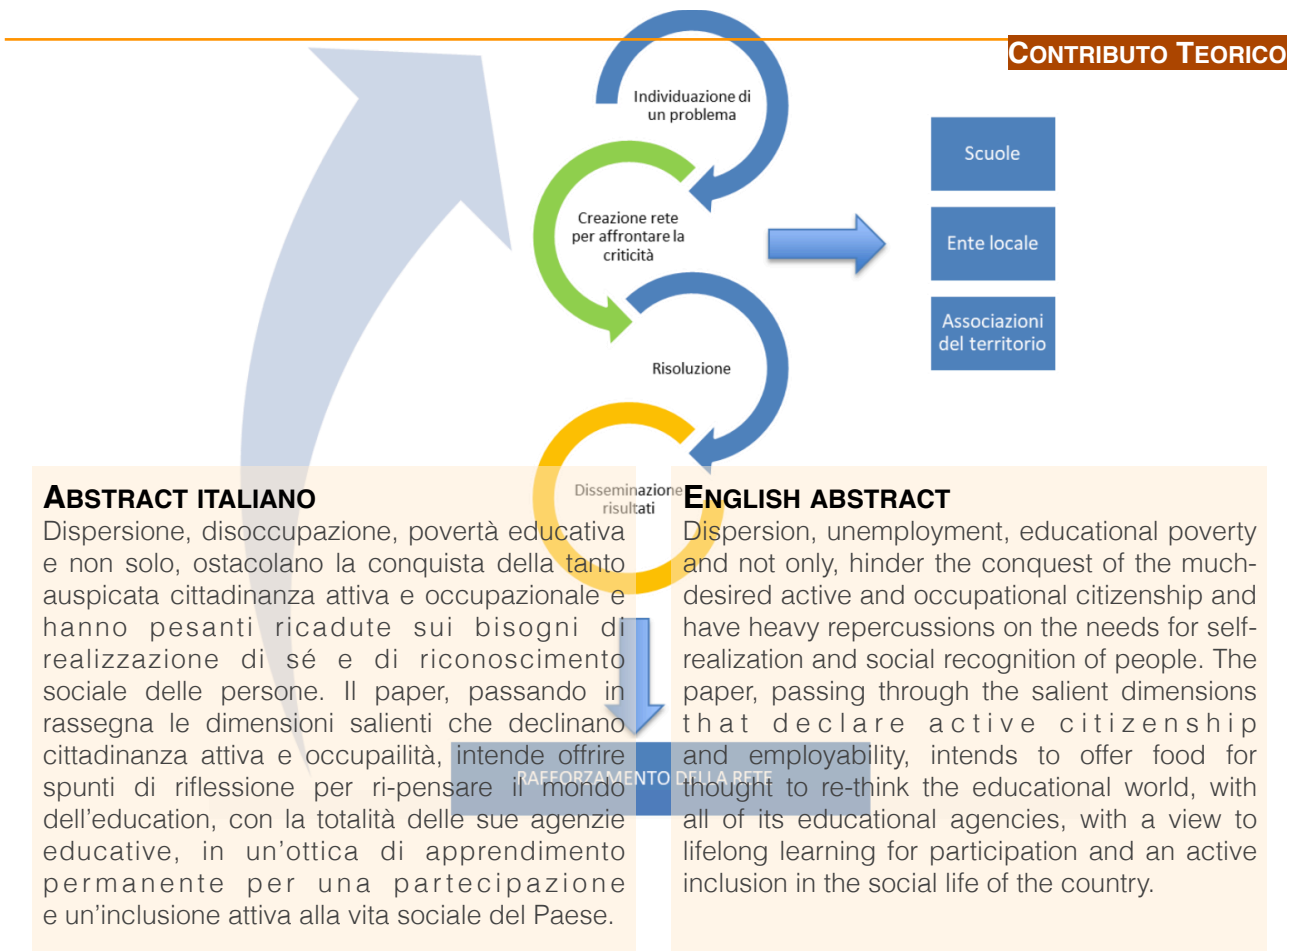 CONTRIBUTO TEORICO
Individuazione di
un problema
Creazione rete
per affrontare la
criticità
Risoluzione
Disseminazione
risultati
Scuole
Ente locale
Associazioni
del territorio
RAFFORZAMENTO DELLA RETE
ABSTRACT ITALIANO
Dispersione, disoccupazione, povertà educativa
e non solo, ostacolano la conquista della tanto
auspicata cittadinanza attiva e occupazionale e
hanno pesanti ricadute sui bisogni di
realizzazione di sé e di riconoscimento
sociale delle persone. Il paper, passando in
rassegna le dimensioni salienti che declinano
cittadinanza attiva e occupailità, intende offrire
spunti di riflessione per ri-pensare il mondo
dell'education, con la totalità delle sue agenzie
educative, in un'ottica di apprendimento
permanente per una partecipazione
e un'inclusione attiva alla vita sociale del Paese.
ENGLISH ABSTRACT
Dispersion, unemployment, educational poverty
and not only, hinder the conquest of the much-
desired active and occupational citizenship and
have heavy repercussions on the needs for self-
realization and social recognition of people. The
paper, passing through the salient dimensions
that declare active citizenship
and employability, intends to offer food for
thought to re-think the educational world, with
all of its educational agencies, with a view to
lifelong learning for participation and an active
inclusion in the social life of the country.